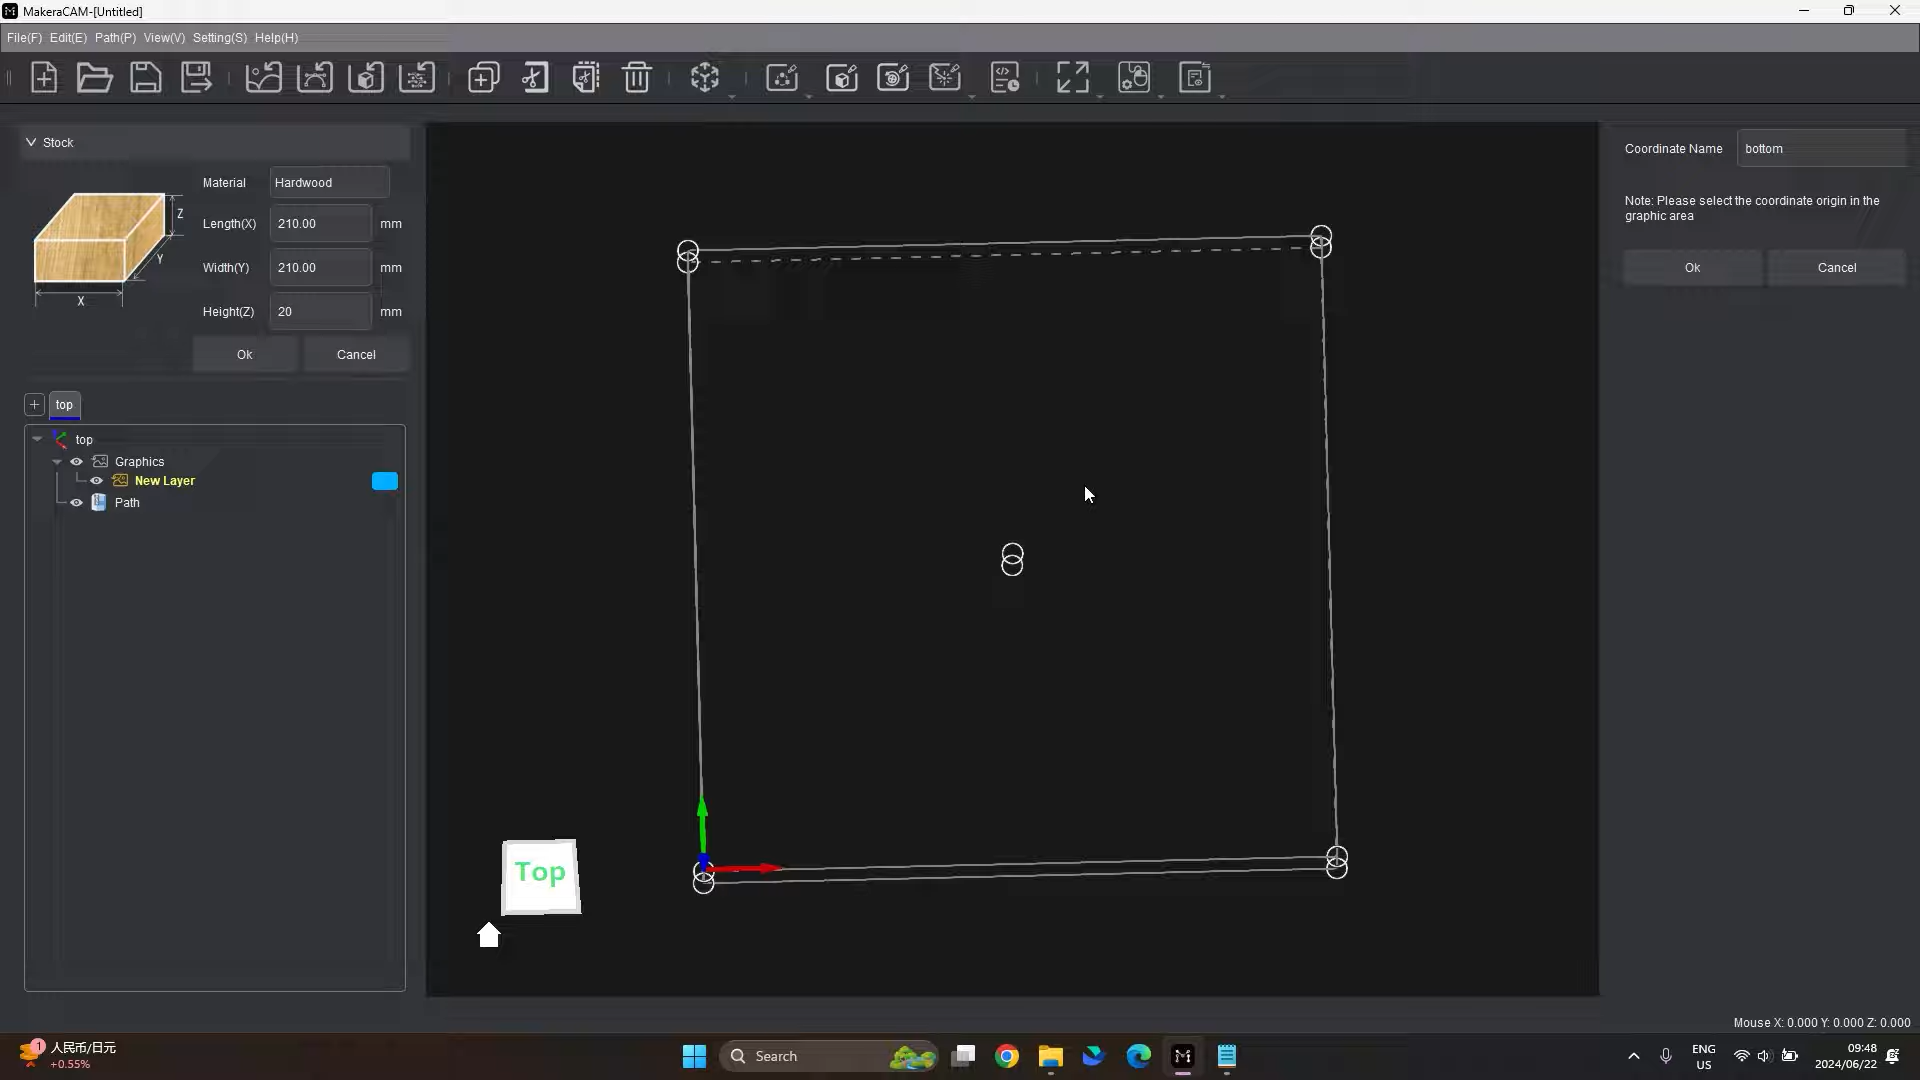 MakeraCAM-[Untitled]
File(F) Edit(E) Path(P) View(V) Setting(S) Help(H)
Stock
Material Hardwood
Length(X) 210.00 mm
Width(Y) 210.00 mm
Height(Z) 20 mm
Z
Y
X
Ok Cancel
+ top
top
Graphics
New Layer
Path
Top
Coordinate Name bottom
Note: Please select the coordinate origin in the
graphic area
Ok Cancel
Mouse X: 0.000 Y: 0.000 Z: 0.000
1
人民币/日元
+0.55%
Search
ENG
US
09:48
2024/06/22